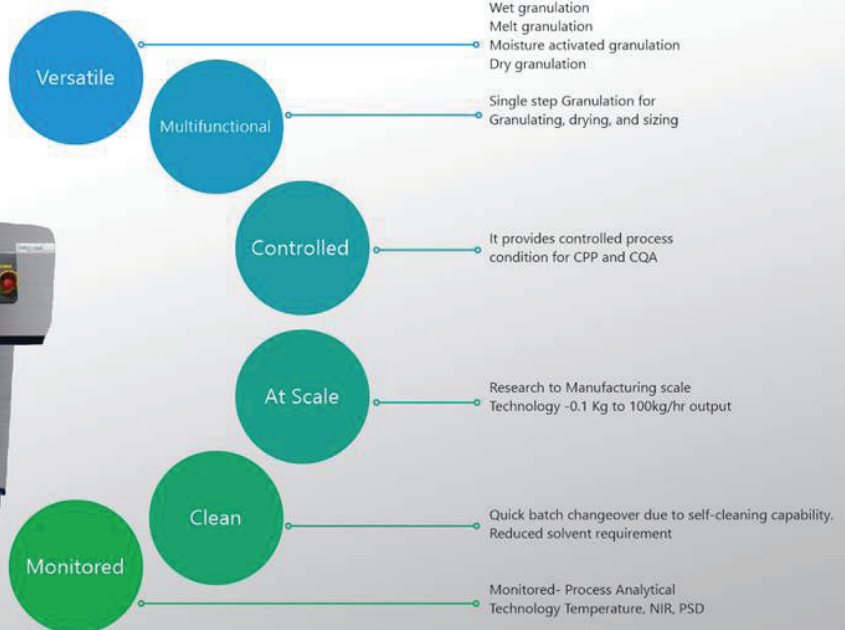 Wet granulation
Melt granulation
Moisture activated granulation
Dry granulation
Versatile
Multifunctional
Single step Granulation for
Granulating, drying, and sizing
Controlled
It provides controlled process
condition for CPP and CQA
At Scale
Research to Manufacturing scale
Technology -0.1 Kg to 100kg/hr output
Clean
Quick batch changeover due to self-cleaning capability.
Reduced solvent requirement
Monitored
Monitored- Process Analytical
Technology Temperature, NIR, PSD